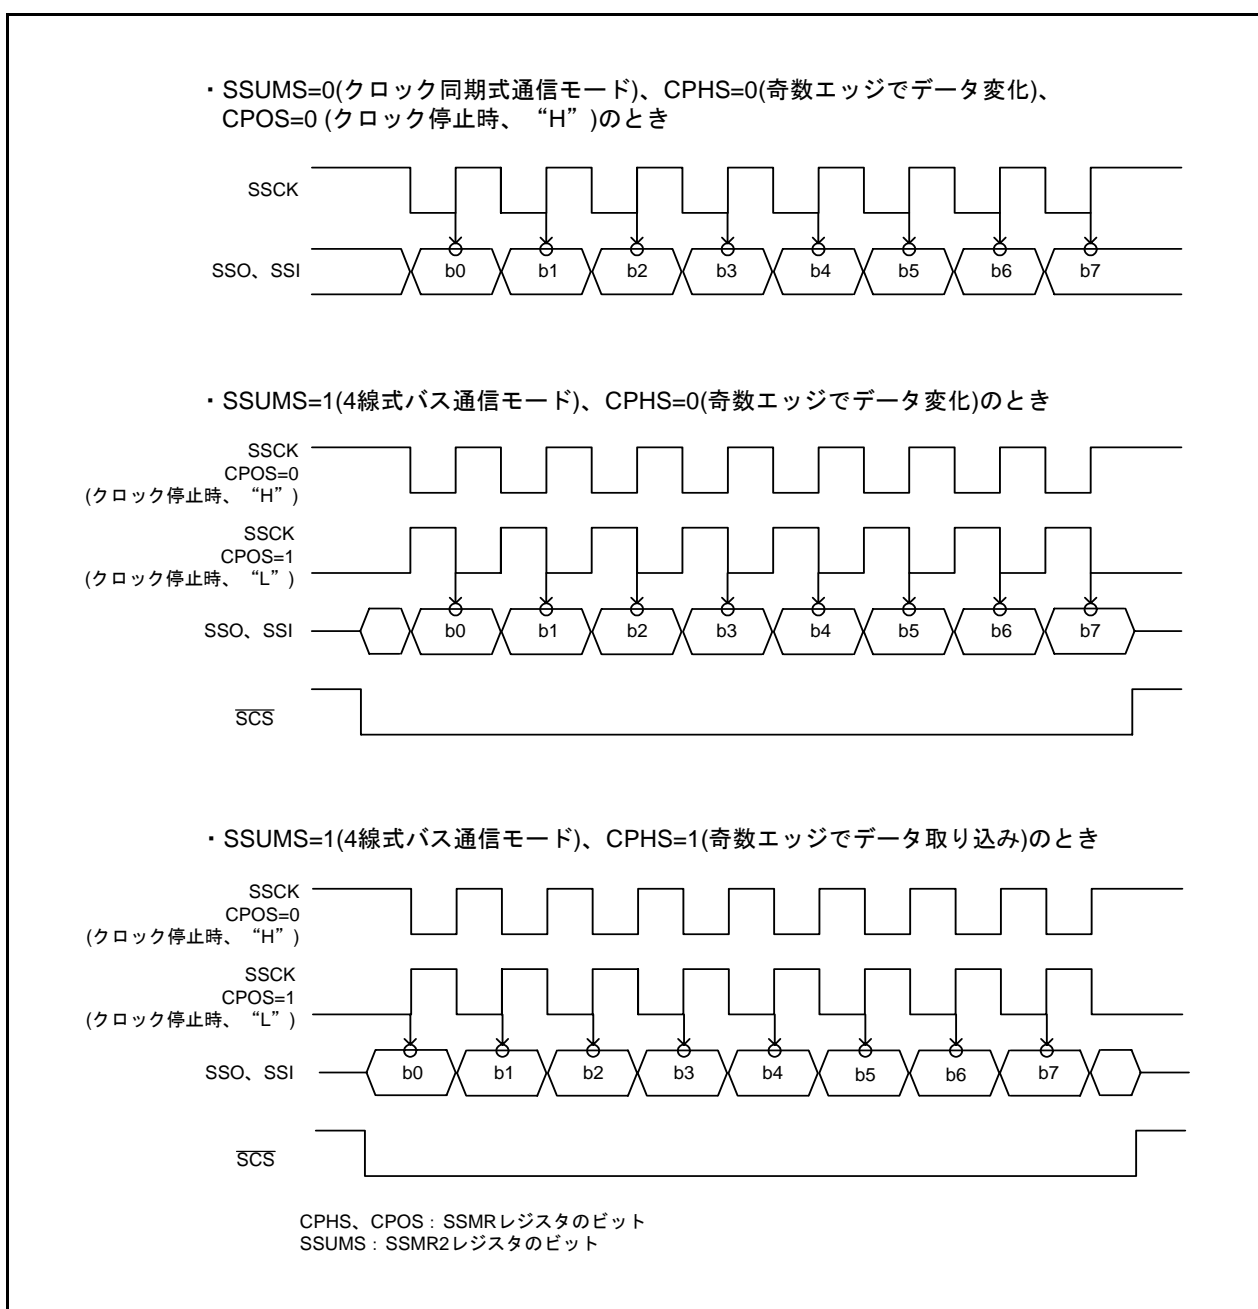 ・SSUMS=0(クロック同期式通信モード)、CPHS=0(奇数エッジでデータ変化)、
CPOS=0 (クロック停止時、“H”)のとき
SSCK
SSO、SSI
b0 b1 b2 b3 b4 b5 b6 b7
・SSUMS=1(4線式バス通信モード)、CPHS=0(奇数エッジでデータ変化)のとき
SSCK
CPOS=0
(クロック停止時、“H”)
SSCK
CPOS=1
(クロック停止時、“L”)
SSO、SSI
b0 b1 b2 b3 b4 b5 b6 b7
SCS
・SSUMS=1(4線式バス通信モード)、CPHS=1(奇数エッジでデータ取り込み)のとき
SSCK
CPOS=0
(クロック停止時、“H”)
SSCK
CPOS=1
(クロック停止時、“L”)
SSO、SSI
b0 b1 b2 b3 b4 b5 b6 b7
SCS
CPHS、CPOS：SSMRレジスタのビット
SSUMS：SSMR2レジスタのビット